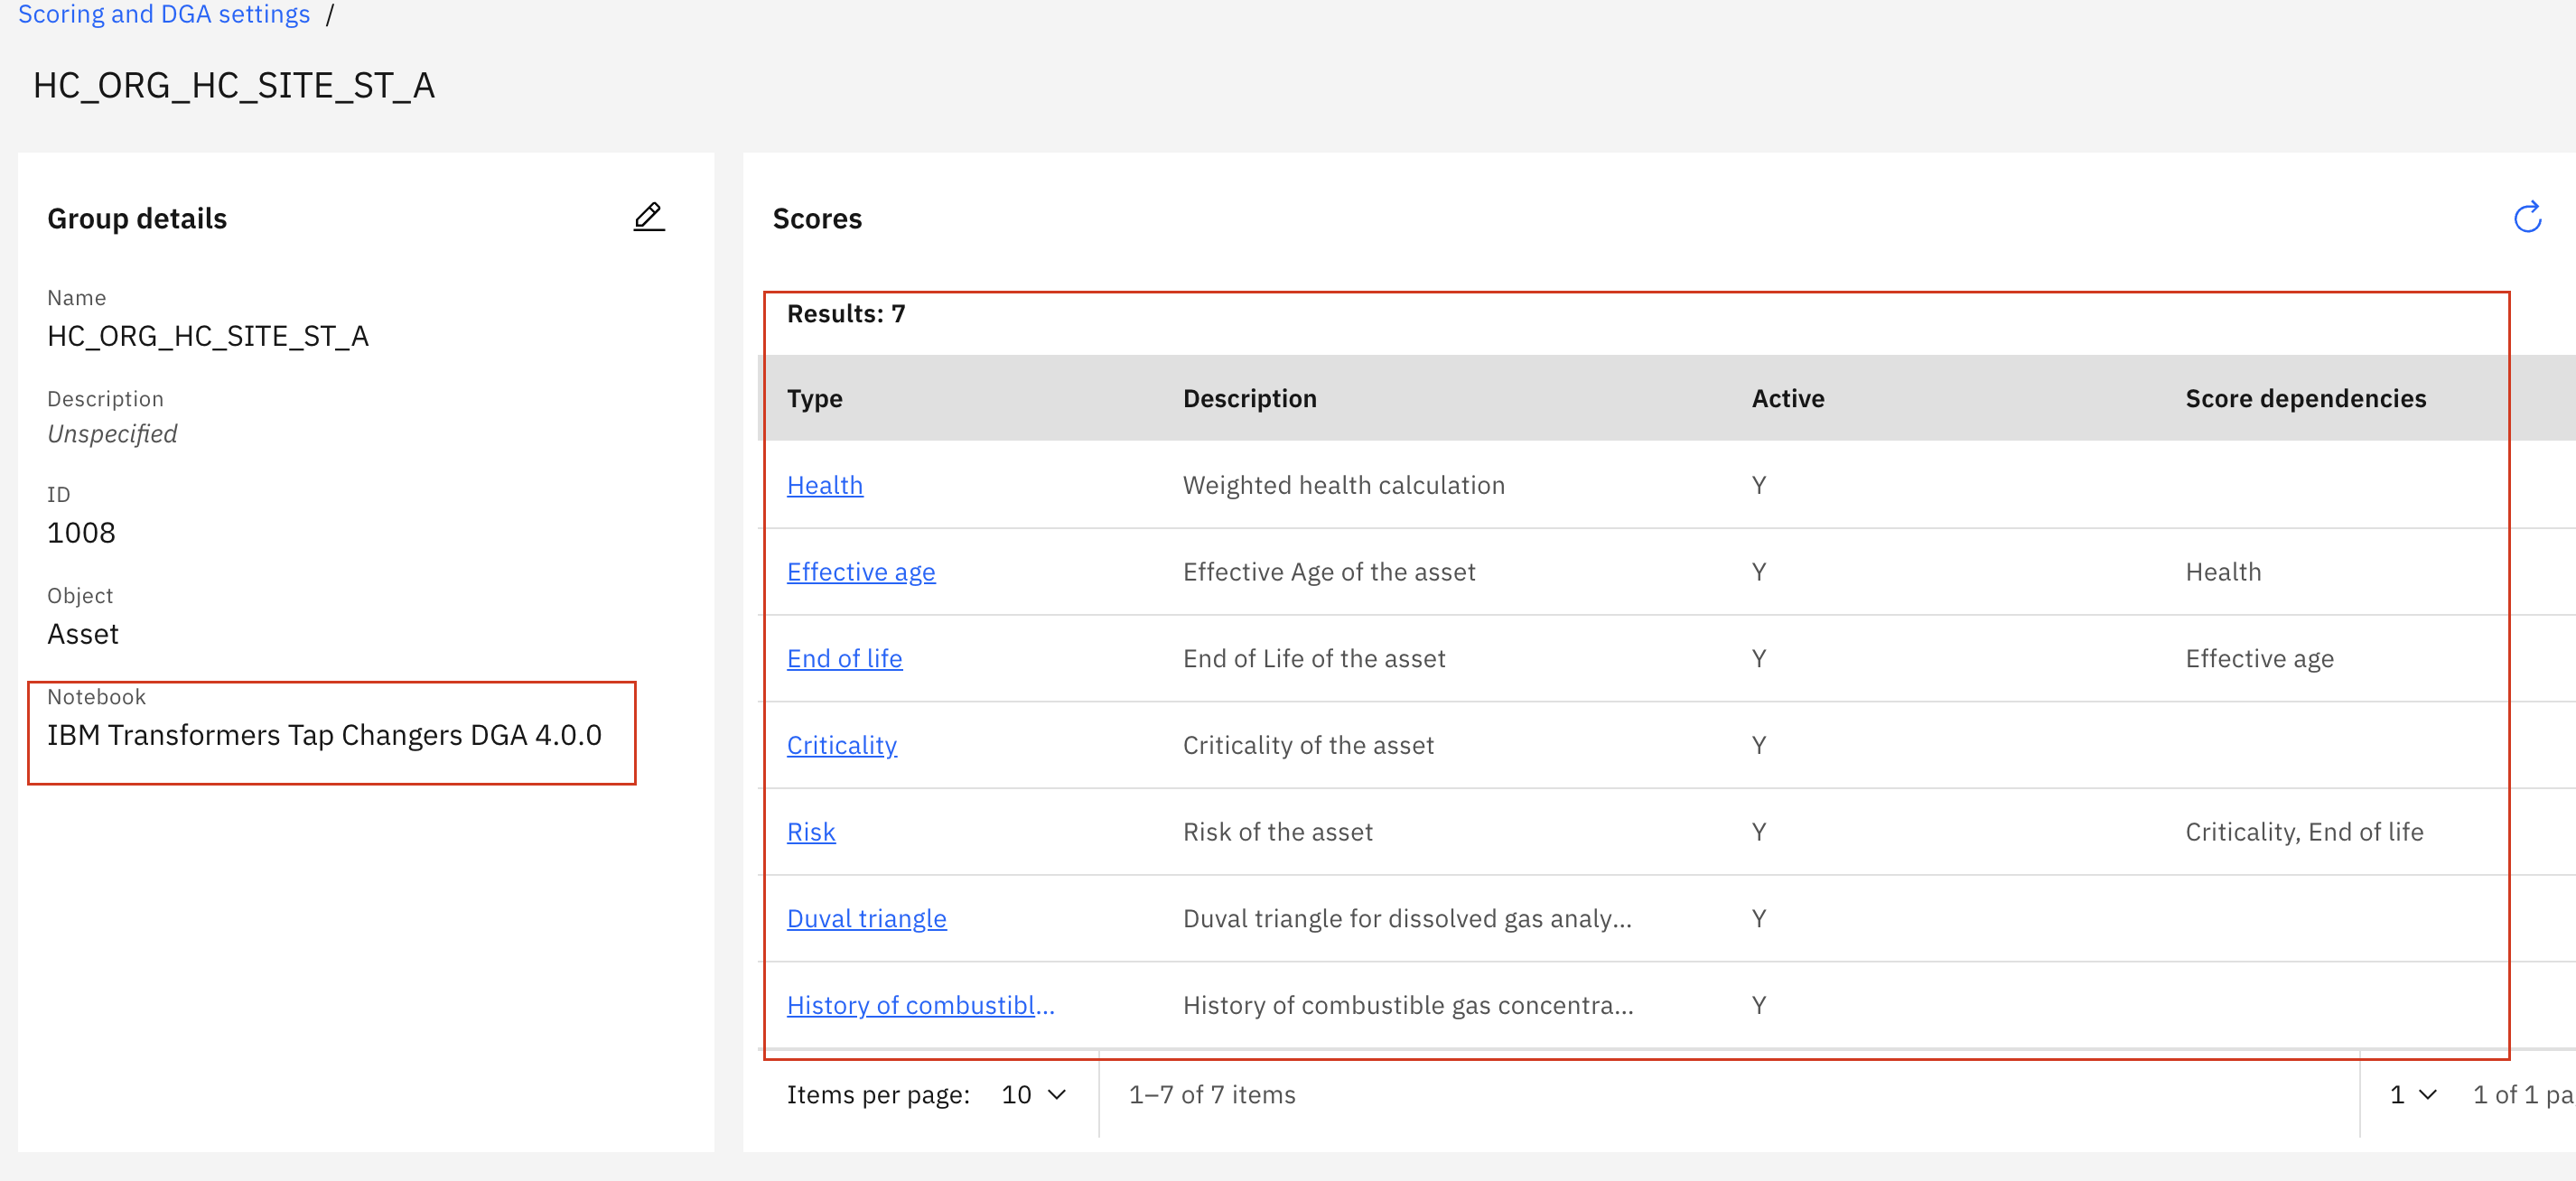 Scoring and DGA settings /
HC_ORG_HC_SITE_ST_A
Group details
Name
HC_ORG_HC_SITE_ST_A
Description
Unspecified
ID
1008
Object
Asset
Notebook
IBM Transformers Tap Changers DGA 4.0.0
Scores
Results: 7
Type Description Active Score dependencies
Health Weighted health calculation Y
Effective age Effective Age of the asset Y Health
End of life End of Life of the asset Y Effective age
Criticality Criticality of the asset Y
Risk Risk of the asset Y Criticality, End of life
Duval triangle Duval triangle for dissolved gas analy... Y
History of combustibl... History of combustible gas concentra... Y
Items per page: 10 1–7 of 7 items 1 1 of 1 pa